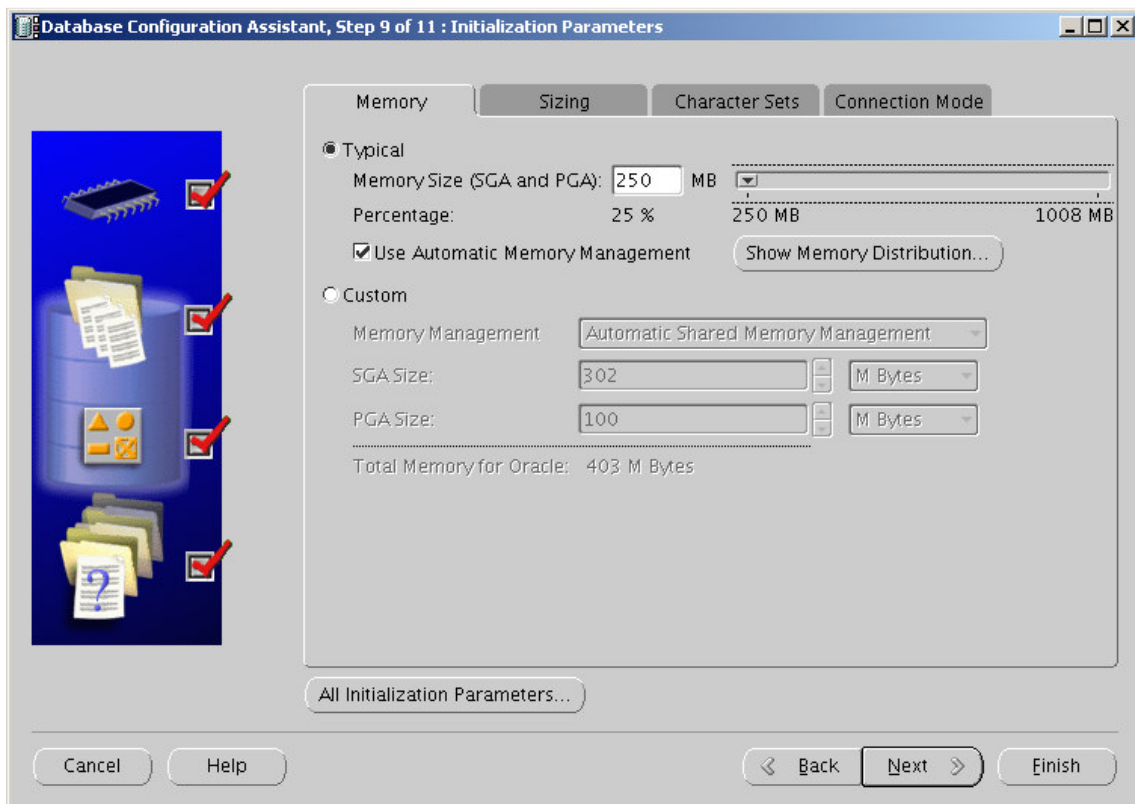 Database Configuration Assistant, Step 9 of 11 : Initialization Parameters
Memory Sizing Character Sets Connection Mode
Typical
Memory Size (SGA and PGA): 250 MB
Percentage: 25 % 250 MB 1008 MB
Use Automatic Memory Management Show Memory Distribution...
Custom
Memory Management Automatic Shared Memory Management
SGA Size: 302 M Bytes
PGA Size: 100 M Bytes
Total Memory for Oracle: 403 M Bytes
?
All Initialization Parameters...
Cancel Help Back Next Finish